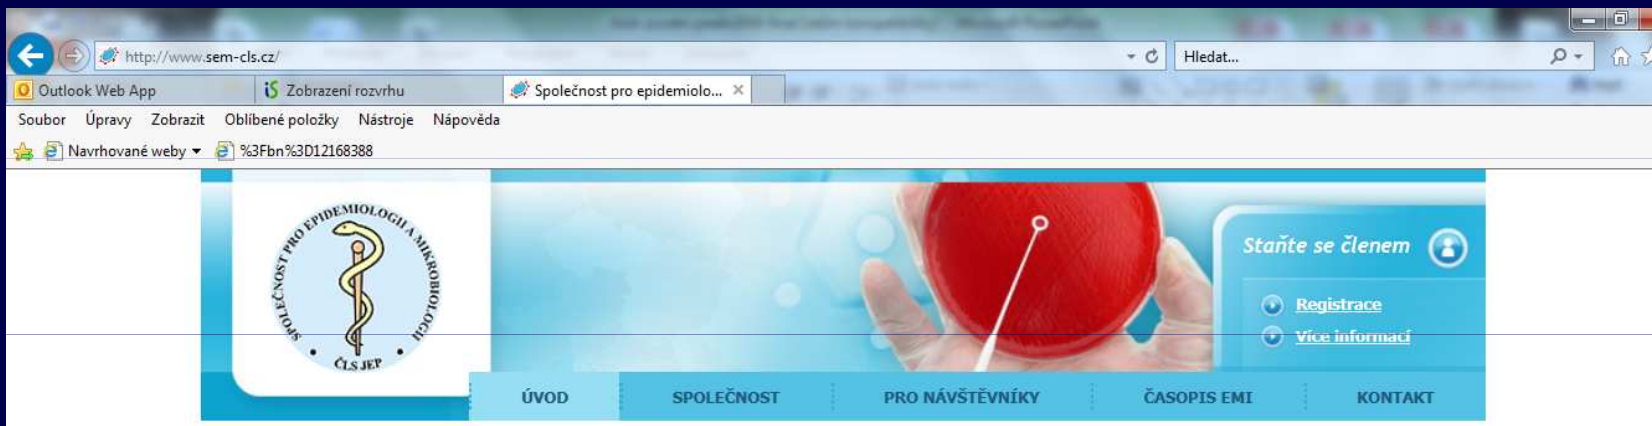 http://www.sem-cls.cz/
Hledat...
Outlook Web App
Zobrazení rozvrhu
Společnost pro epidemiolo...
Soubor Úpravy Zobrazit Oblíbené položky Nástroje Nápověda
Navrhované weby
%3Fbn%3D12168388
SPOLEČNOST PRO EPIDEMIOLOGII A MIKROBIOLOGII
ČLS JEP
Staňte se členem
Registrace
Více informací
ÚVOD SPOLEČNOST PRO NÁVŠTĚVNÍKY ČASOPIS EMI KONTAKT